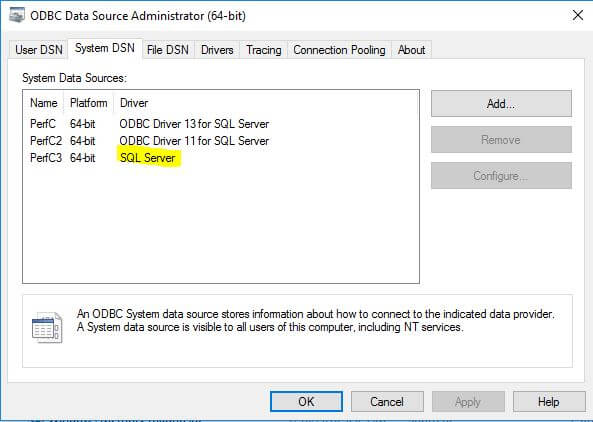 ODBC Data Source Administrator (64-bit)
User DSN System DSN File DSN Drivers Tracing Connection Pooling About
System Data Sources:
Name Platform Driver
PerfC 64-bit ODBC Driver 13 for SQL Server
PerfC2 64-bit ODBC Driver 11 for SQL Server
PerfC3 64-bit SQL Server
Add...
Remove
Configure...
An ODBC System data source stores information about how to connect to the indicated data provider.
A System data source is visible to all users of this computer, including NT services.
OK Cancel Apply Help